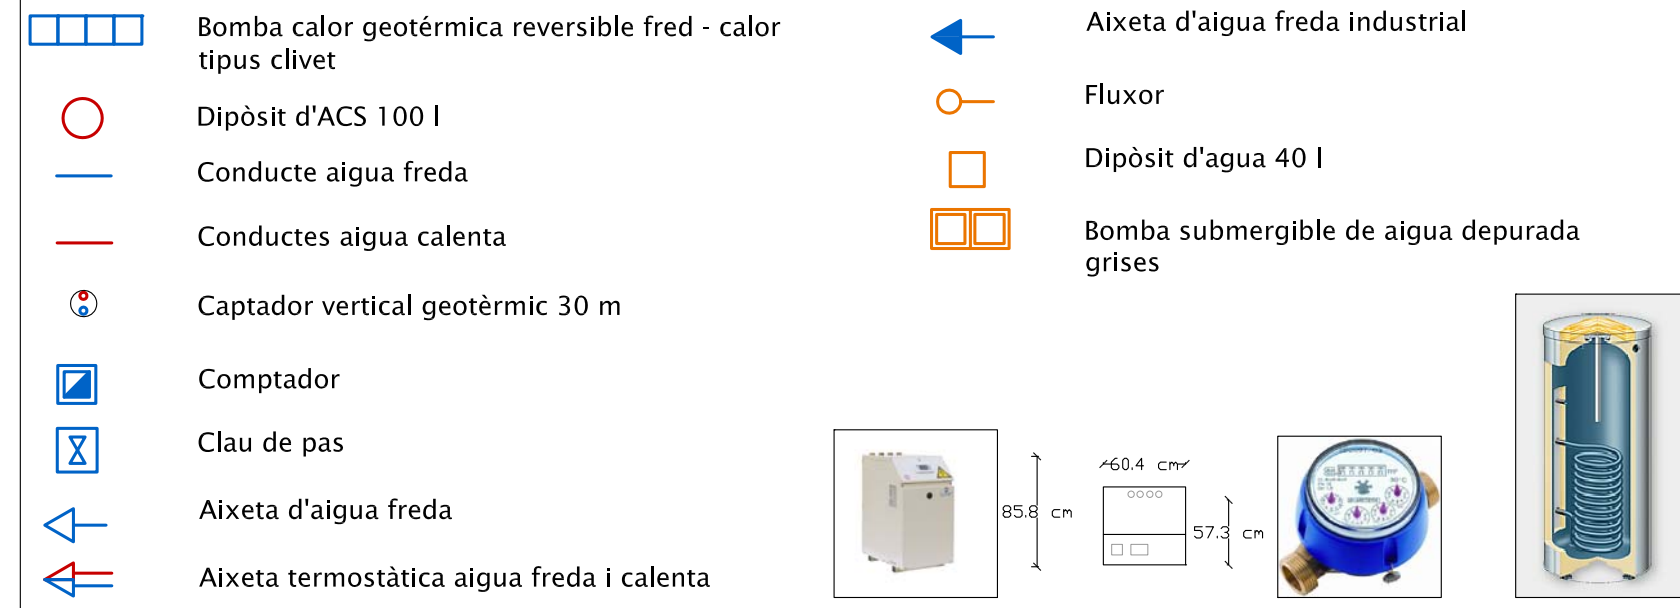 Bomba calor geotérmica reversible fred - calor
tipus clivet
Dipòsit d'ACS 100 l
Conducte aigua freda
Conductes aigua calenta
Captador vertical geotèrmic 30 m
Comptador
Clau de pas
Aixeta d'aigua freda
Aixeta termostàtica aigua freda i calenta
Aixeta d'aigua freda industrial
Fluxor
Dipòsit d'agua 40 l
Bomba submergible de aigua depurada
grises
85.8 cm
60.4 cm
57.3 cm